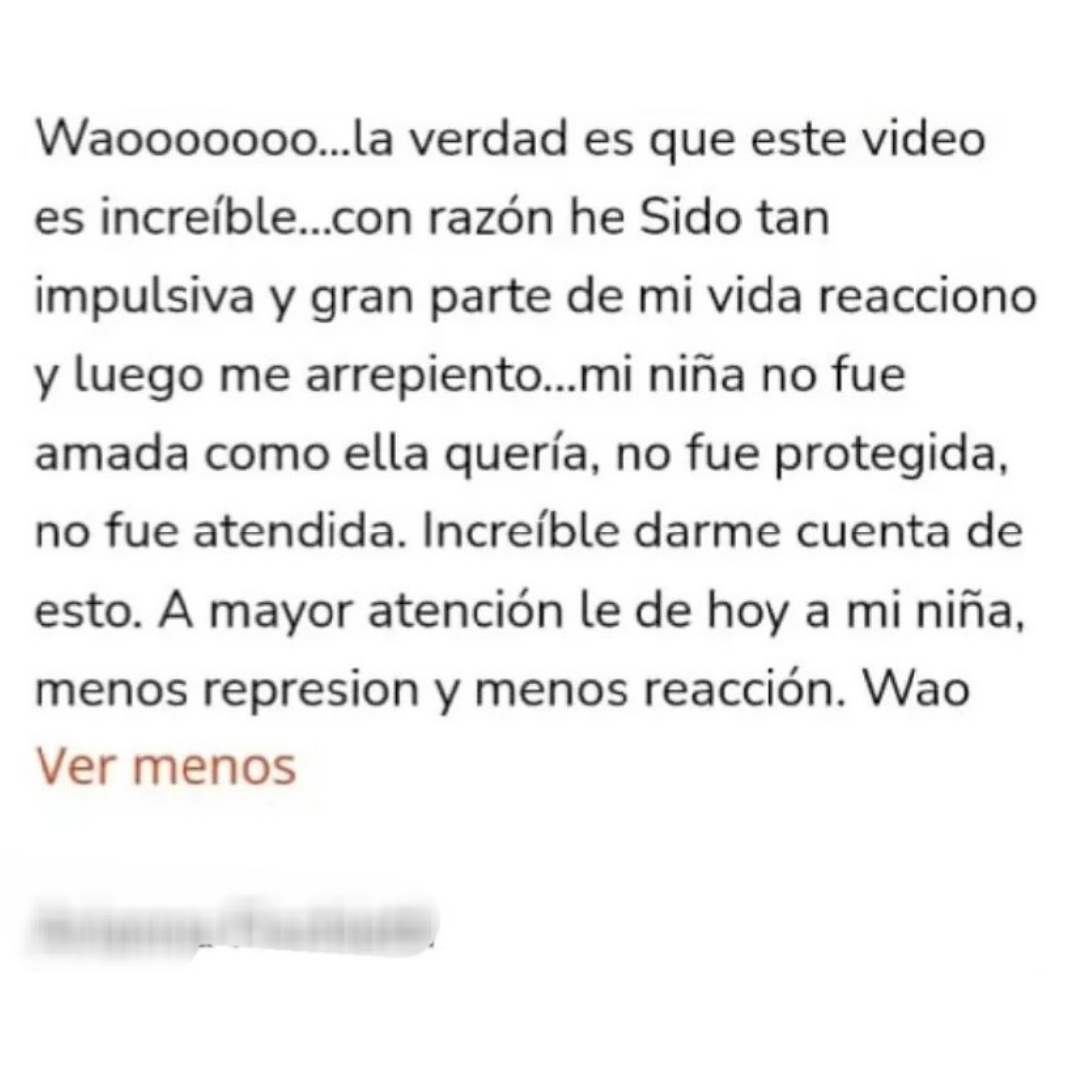 Waoooooooo...la verdad es que este video
es increíble...con razón he Sido tan
impulsiva y gran parte de mi vida reacciono
y luego me arrepiento...mi niña no fue
amada como ella quería, no fue protegida,
no fue atendida. Increíble darme cuenta de
esto. A mayor atención le de hoy a mi niña,
menos represion y menos reacción. Wao
Ver menos